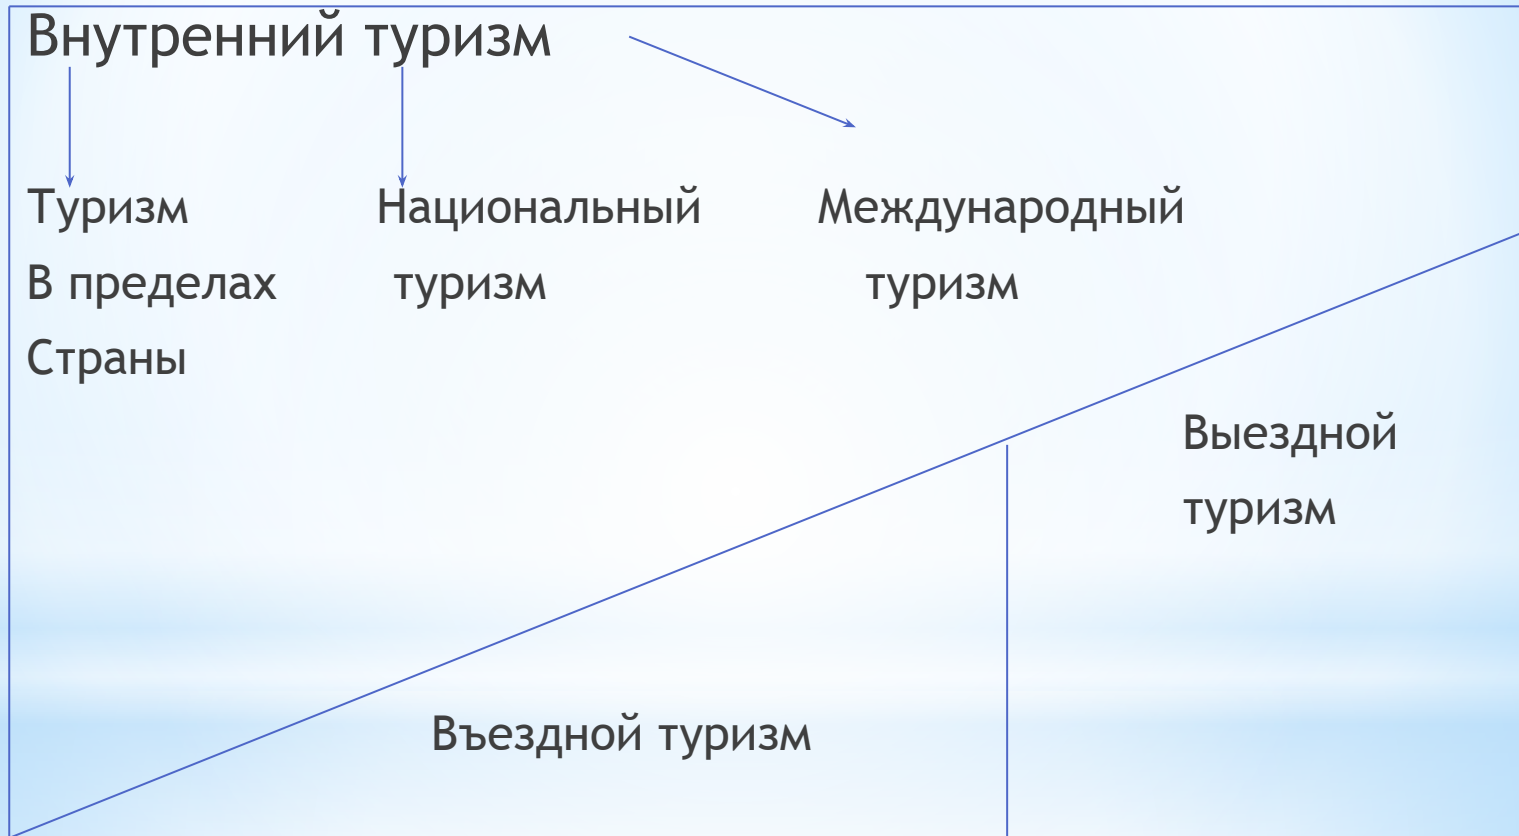 Внутренний туризм
Туризм Национальный Международный
В пределах туризм туризм
Страны
Выездной
туризм
Въездной туризм